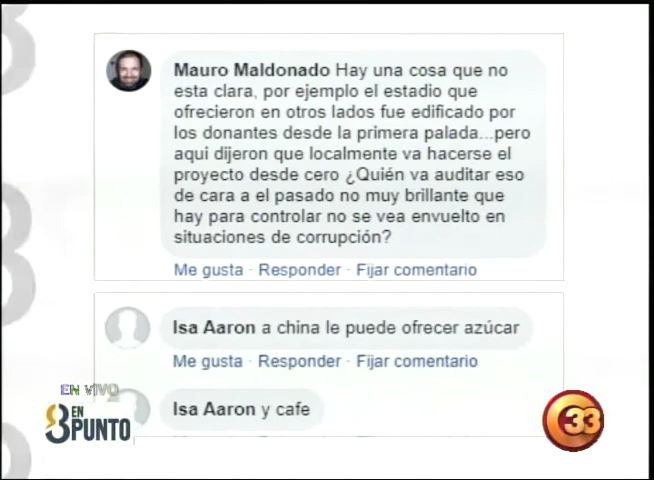 Mauro Maldonado Hay una cosa que no
esta clara, por ejemplo el estadio que
ofrecieron en otros lados fue edificado por
los donantes desde la primera palada...pero
aqui dijeron que localmente va hacerse el
proyecto desde cero ¿Quién va auditar eso
de cara a el pasado no muy brillante que
hay para controlar no se vea envuelto en
situaciones de corrupción?
Me gusta · Responder · Fijar comentario
Isa Aaron a china le puede ofrecer azúcar
Me gusta · Responder · Fijar comentario
Isa Aaron y cafe
EN VIVO
8 EN PUNTO
33